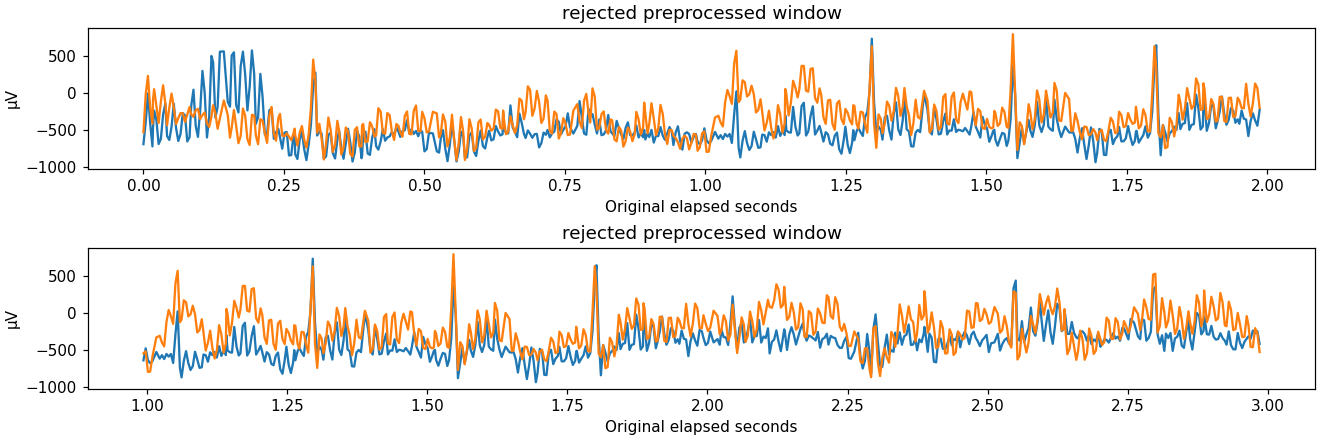 rejected preprocessed window
µV
500
0
−500
−1000
0.00 0.25 0.50 0.75 1.00 1.25 1.50 1.75 2.00
Original elapsed seconds
rejected preprocessed window
µV
500
0
−500
−1000
1.00 1.25 1.50 1.75 2.00 2.25 2.50 2.75 3.00
Original elapsed seconds